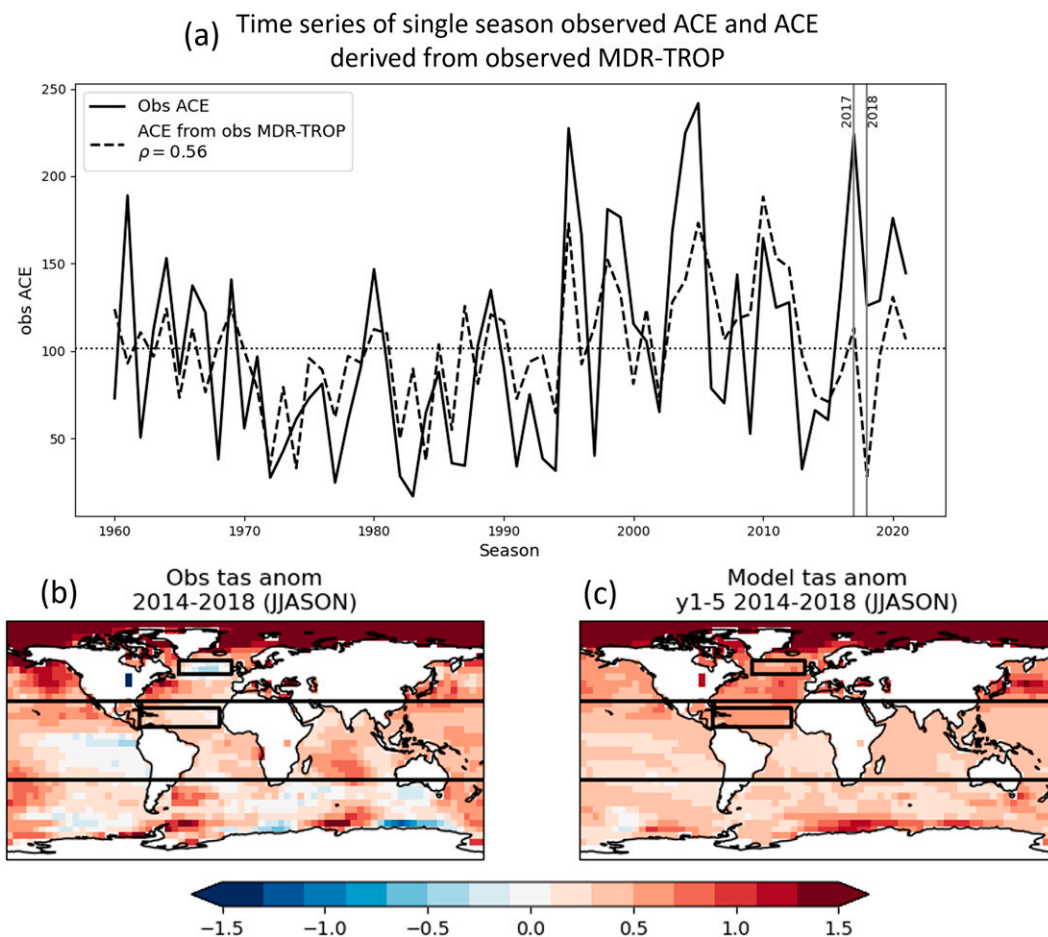 (a) Time series of single season observed ACE and ACE
derived from observed MDR-TROP
250
200
150
100
50
obs ACE
Obs ACE
ACE from obs MDR-TROP
ρ = 0.56
2017
2018
1960 1970 1980 1990 2000 2010 2020
Season
(b) Obs tas anom
2014-2018 (JJASON)
(c) Model tas anom
y1-5 2014-2018 (JJASON)
−1.5 −1.0 −0.5 0.0 0.5 1.0 1.5